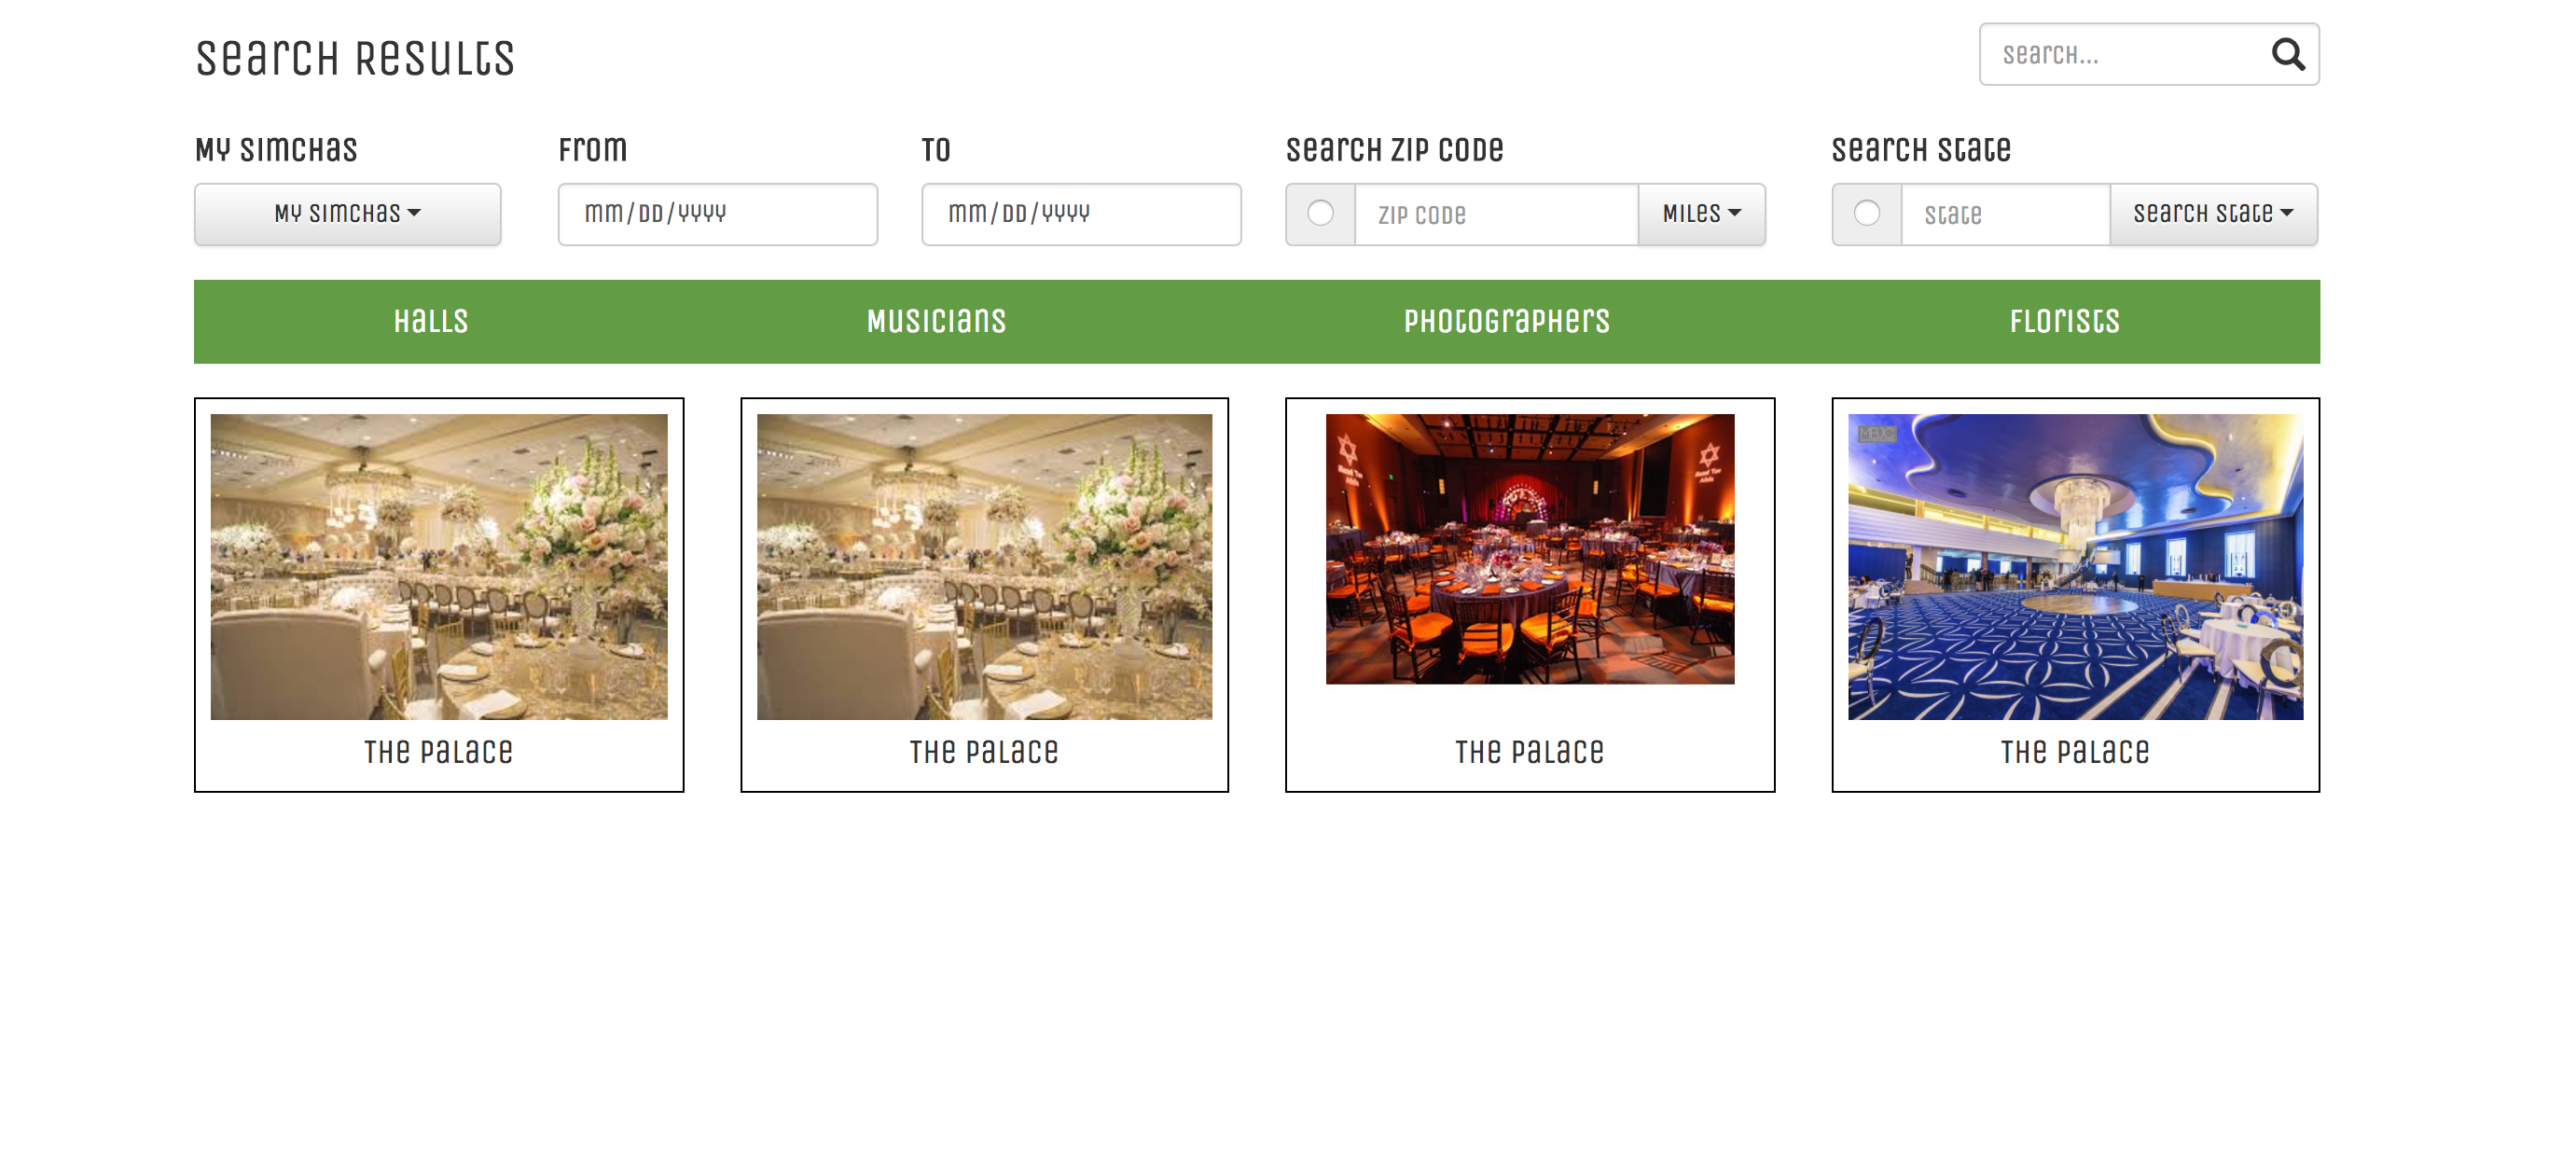 Search Results
Search...
My Simchas
From
To
Search Zip Code
Search State
My Simchas
mm/dd/yyyy
mm/dd/yyyy
Zip Code
Miles
State
Search State
Halls
Musicians
Photographers
Florists
MBJC
The Palace
The Palace
The Palace
The Palace